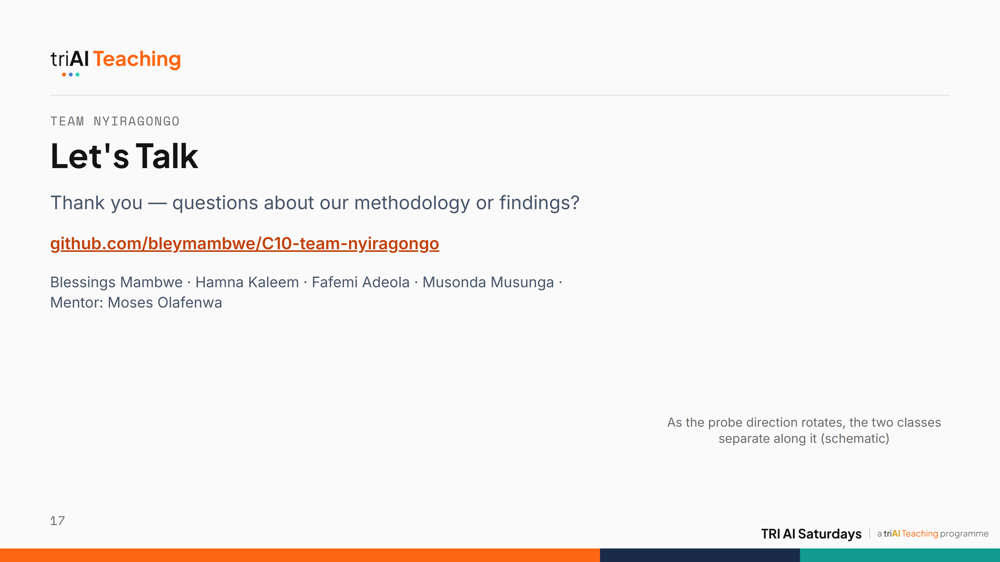 triAI Teaching
TEAM NYIRAGONGO
Let's Talk
Thank you — questions about our methodology or findings?
github.com/bleymambwe/C10-team-nyiragongo
Blessings Mambwe · Hamna Kaleem · Fafemi Adeola · Musonda Musunga ·
Mentor: Moses Olafenwa
As the probe direction rotates, the two classes
separate along it (schematic)
17
TRI AI Saturdays | a triAI Teaching programme